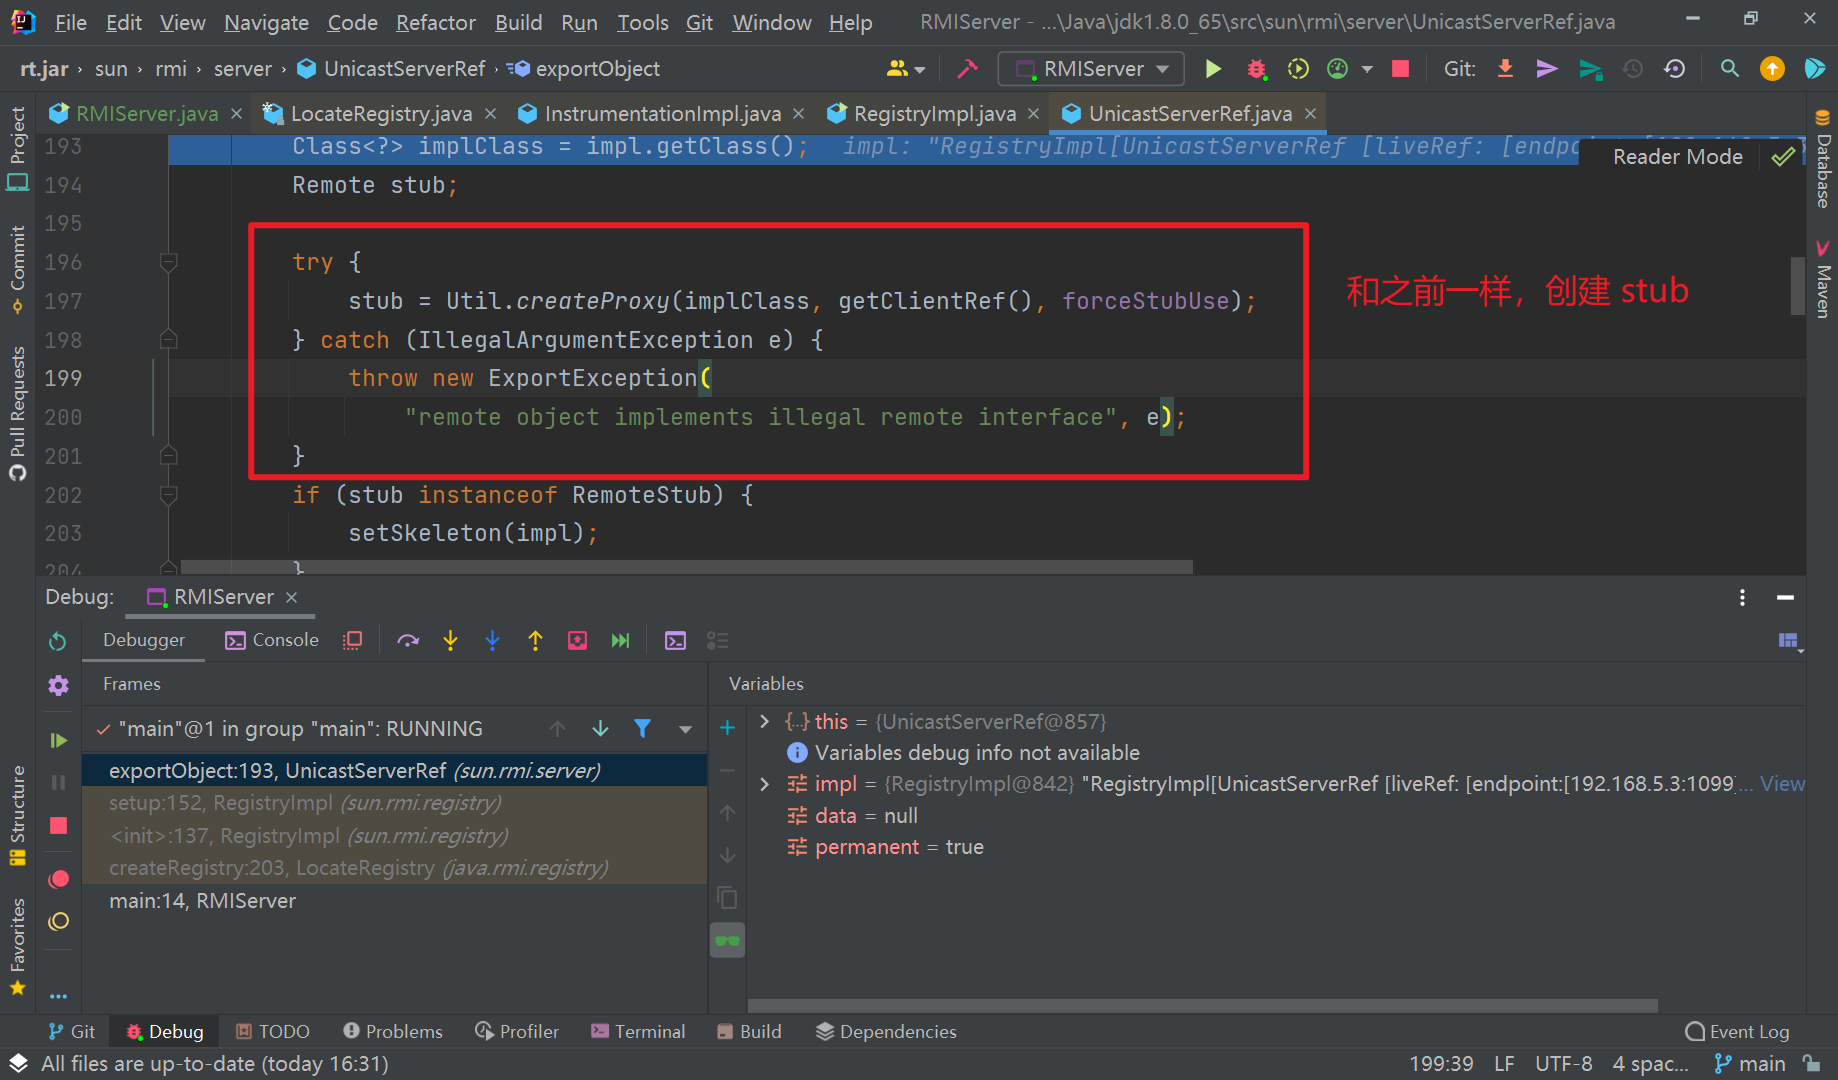 File Edit View Navigate Code Refactor Build Run Tools Git Window Help RMIServer - ...\Java\jdk1.8.0_65\src\sun\rmi\server\UnicastServerRef.java
rt.jar › sun › rmi › server › UnicastServerRef › exportObject RMIServer Git:
RMIServer.java LocateRegistry.java InstrumentationImpl.java RegistryImpl.java UnicastServerRef.java
193 Class<?> implClass = impl.getClass(); impl: "RegistryImpl[UnicastServerRef [liveRef: [endpo
Reader Mode
194 Remote stub;
195
196 try {
197 stub = Util.createProxy(implClass, getClientRef(), forceStubUse);
和之前一样，创建 stub
198 } catch (IllegalArgumentException e) {
199 throw new ExportException(
200 "remote object implements illegal remote interface", e);
201 }
202 if (stub instanceof RemoteStub) {
203 setSkeleton(impl);
204 }
Project
Commit
Pull Requests
Structure
Favorites
Database
Maven
Debug: RMIServer
Debugger Console
Frames
Variables
"main"@1 in group "main": RUNNING
exportObject:193, UnicastServerRef (sun.rmi.server)
setup:152, RegistryImpl (sun.rmi.registry)
<init>:137, RegistryImpl (sun.rmi.registry)
createRegistry:203, LocateRegistry (java.rmi.registry)
main:14, RMIServer
this = {UnicastServerRef@857}
Variables debug info not available
impl = {RegistryImpl@842} "RegistryImpl[UnicastServerRef [liveRef: [endpoint:[192.168.5.3:1099]... View
data = null
permanent = true
Git Debug TODO Problems Profiler Terminal Build Dependencies Event Log
All files are up-to-date (today 16:31) 199:39 LF UTF-8 4 spac... main